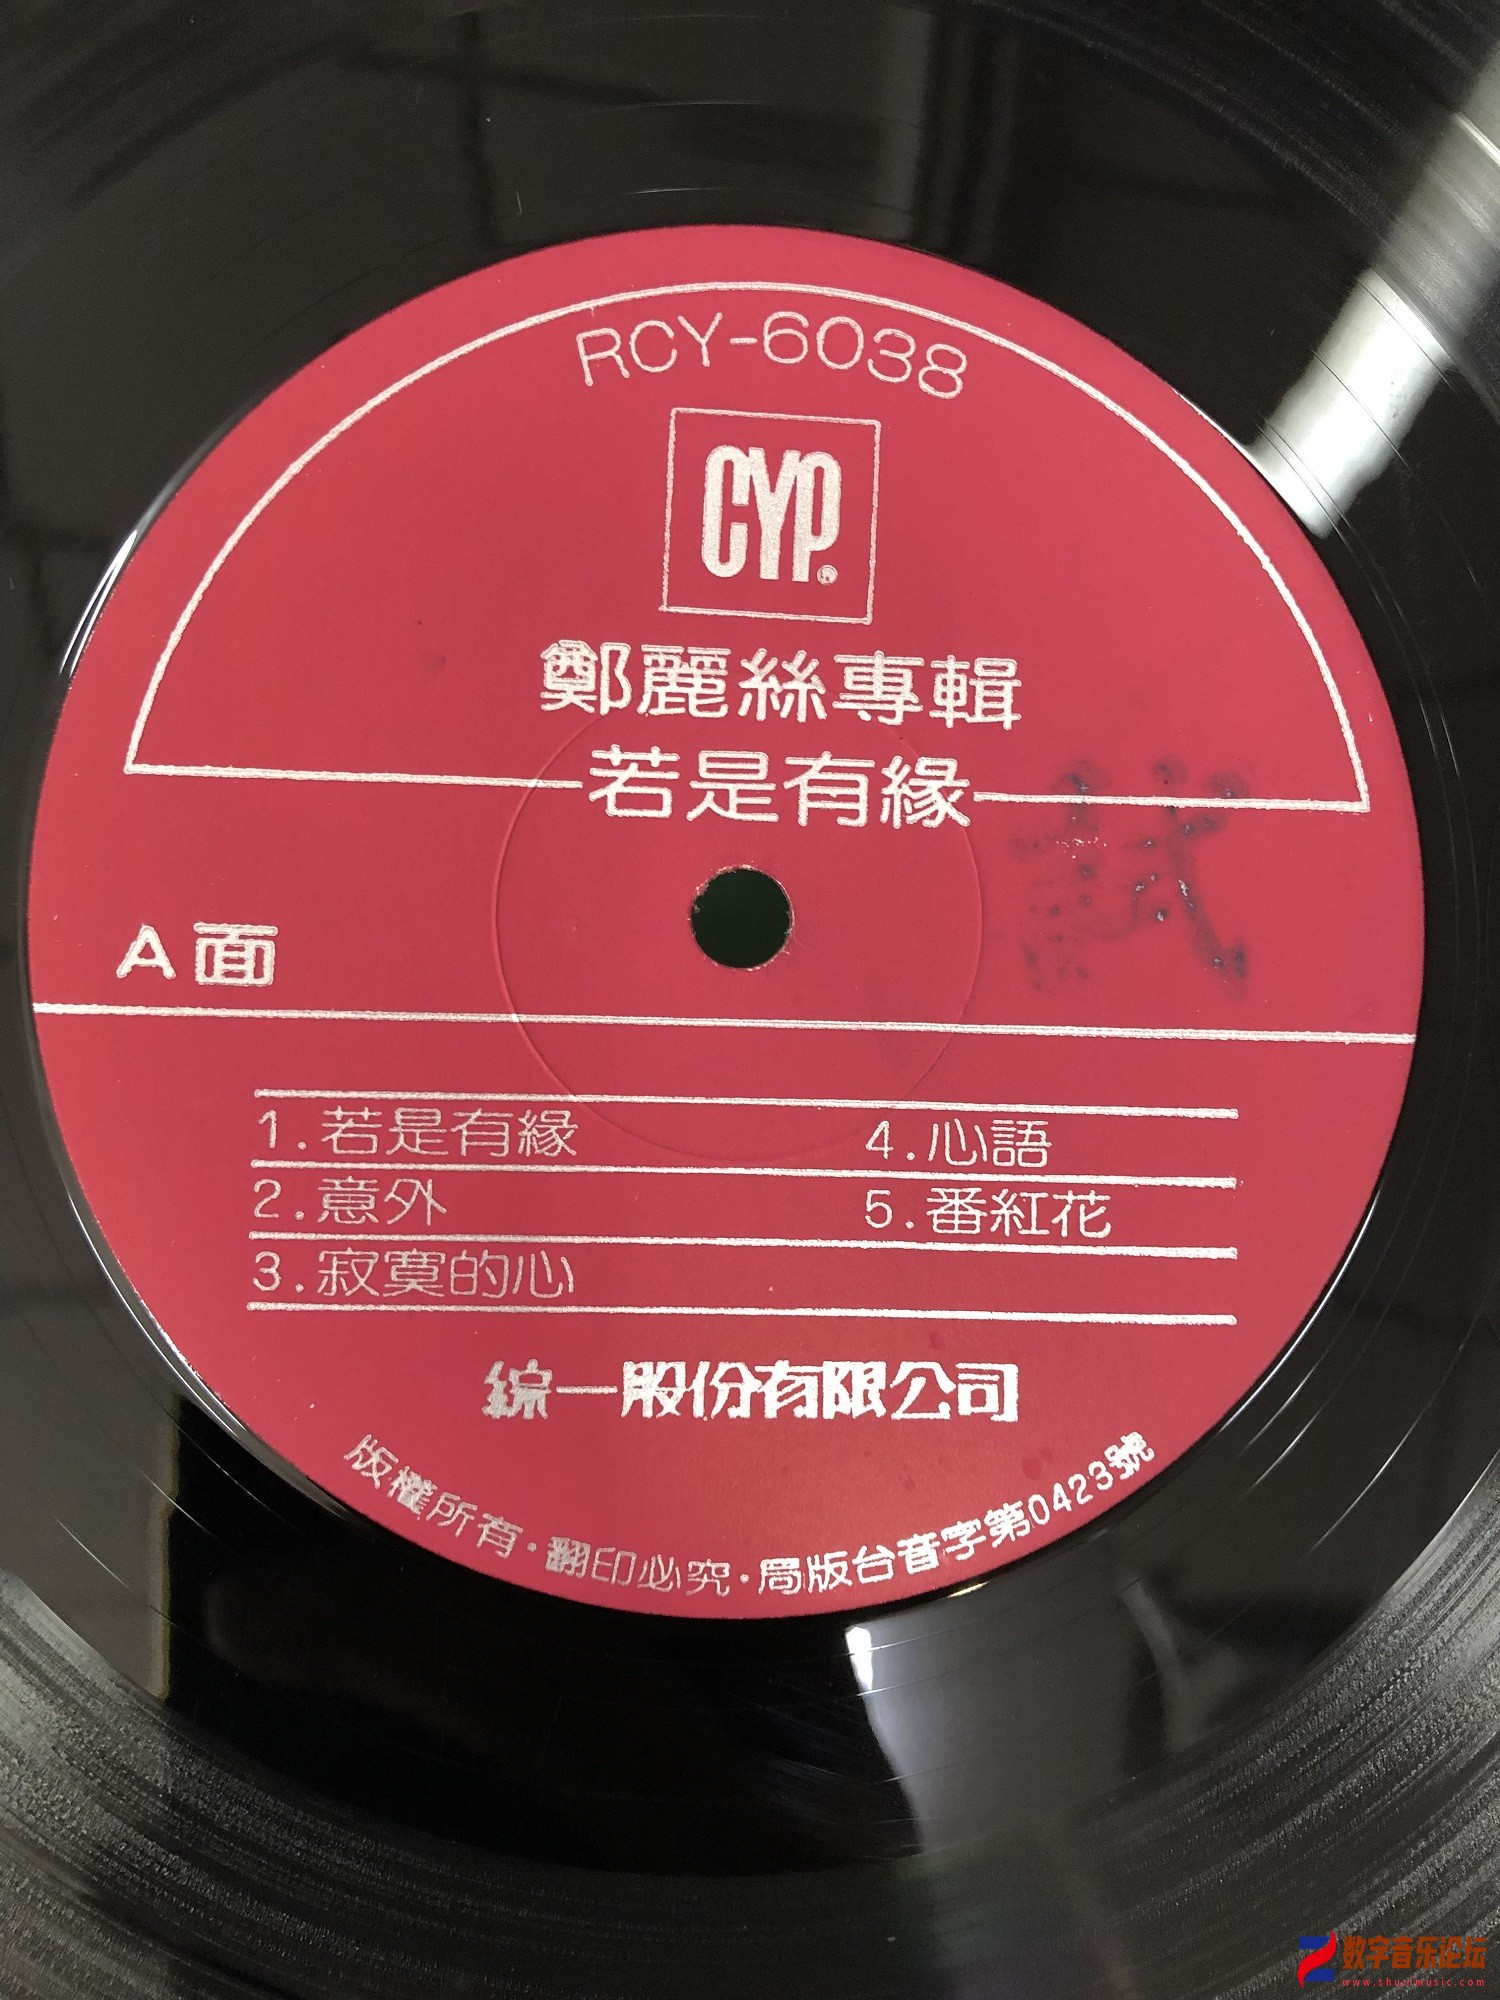 RCY-6038
CYP®
鄭麗絲專輯
若是有緣
試
A面
1.若是有緣
2.意外
3.寂寞的心
4.心語
5.番紅花
綜一股份有限公司
版權所有·翻印必究·局版台音字第0423號
数字音乐论坛
www.shuzimusic.com